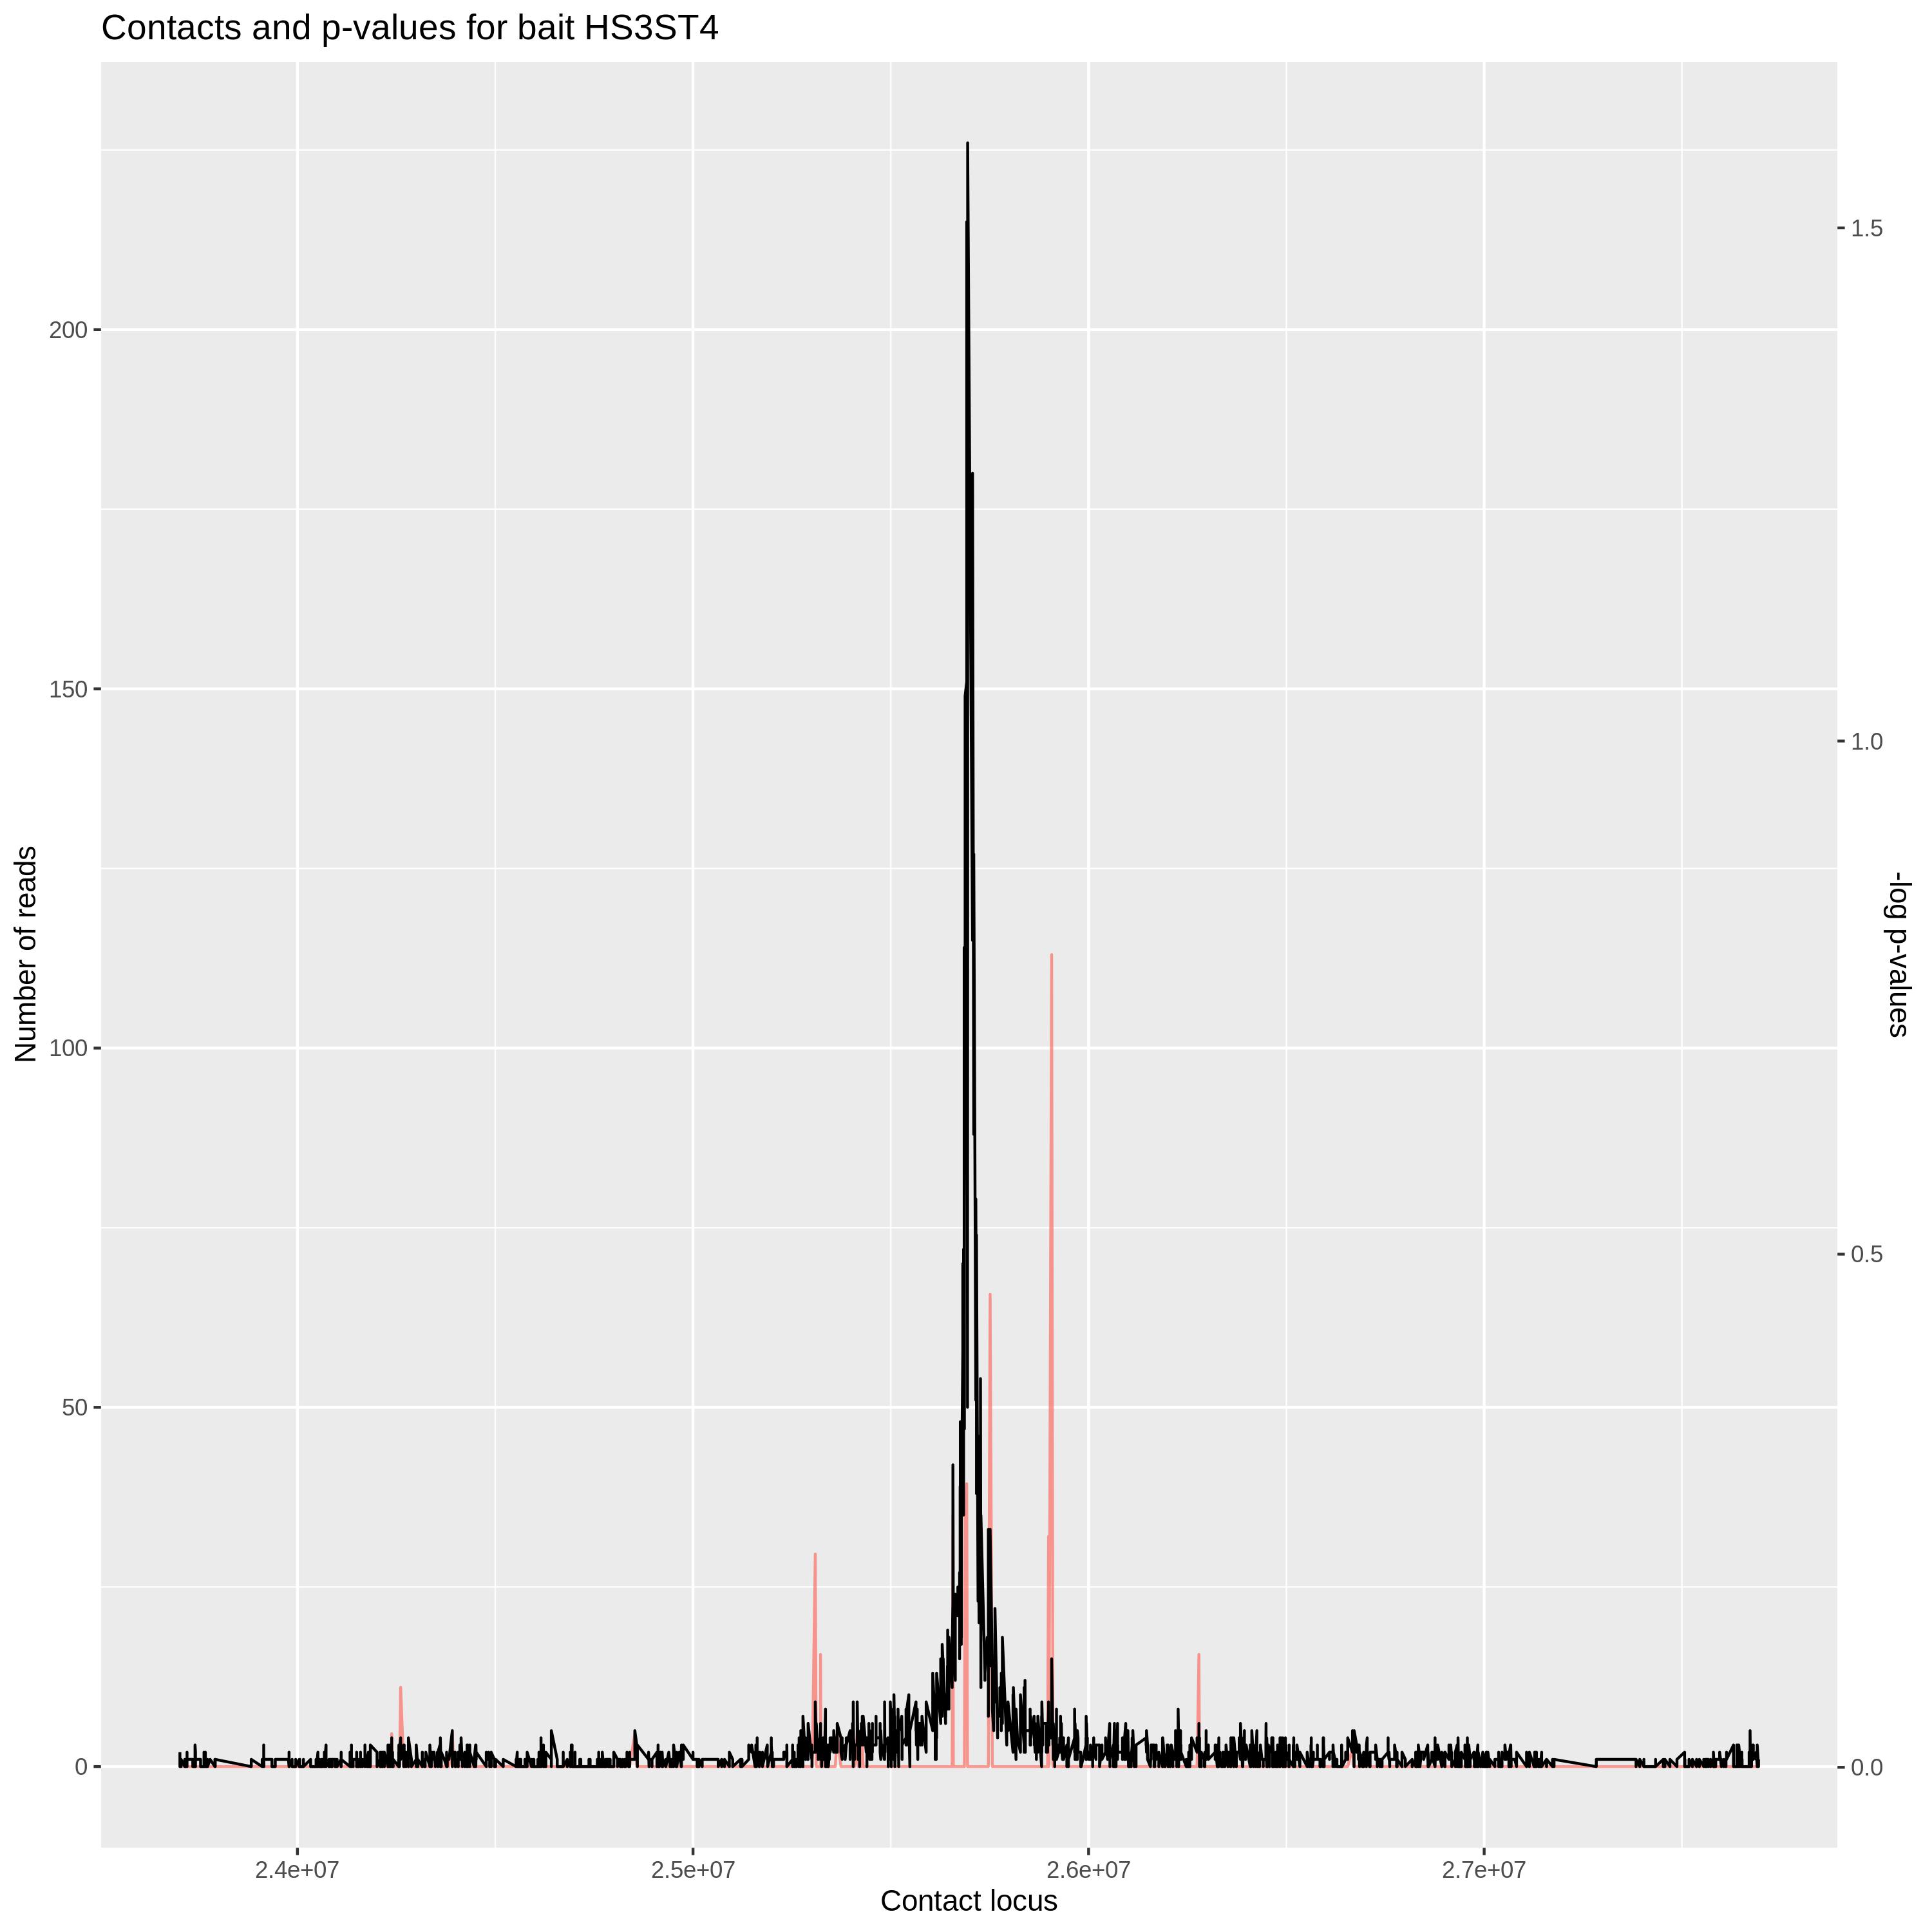 Contacts and p-values for bait HS3ST4
Number of reads
200
150
100
50
0
1.5
1.0
0.5
0.0
-log p-values
2.4e+07
2.5e+07
2.6e+07
2.7e+07
Contact locus